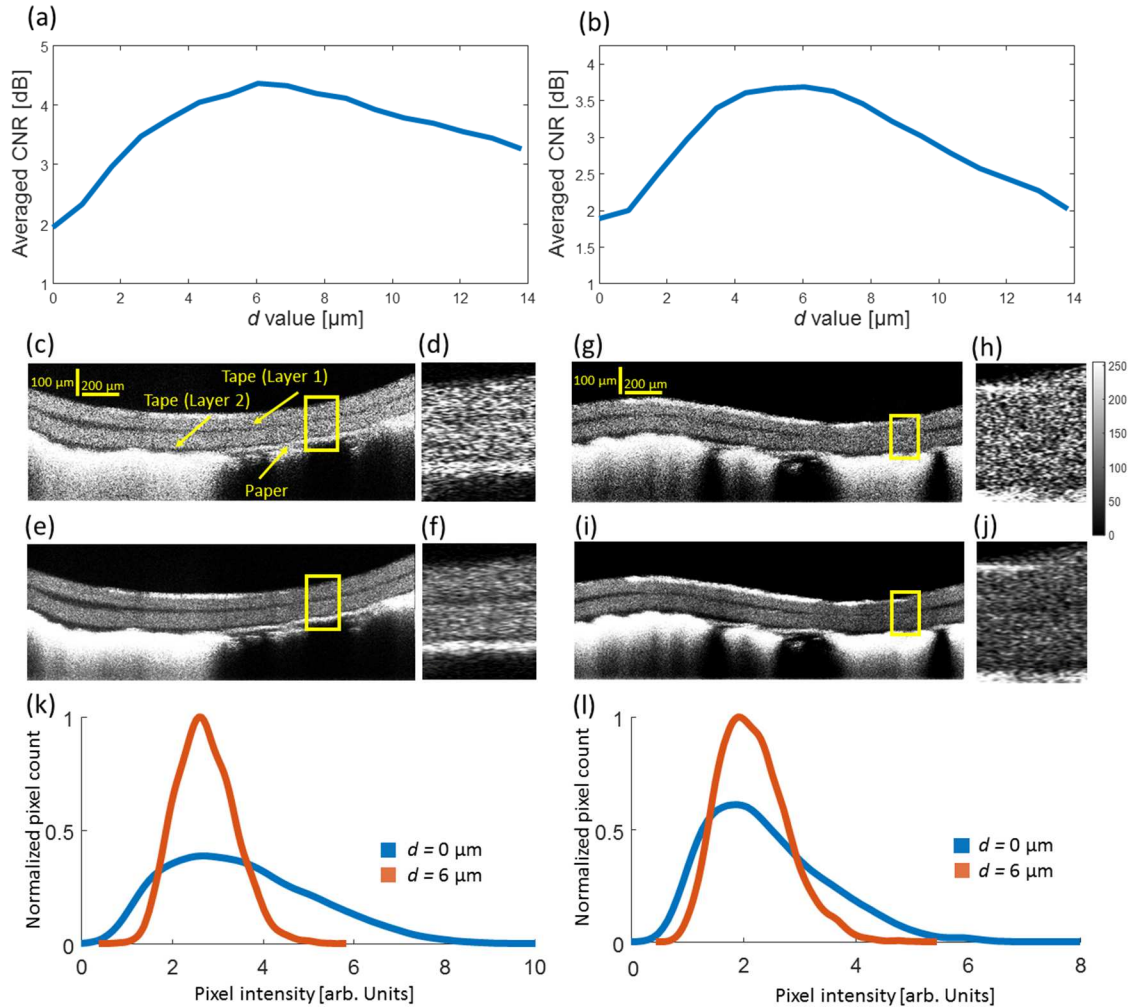 (a)
5
4
3
2
1
Averaged CNR [dB]
0 2 4 6 8 10 12 14
d value [µm]
(b)
4
3.5
3
2.5
2
1.5
1
Averaged CNR [dB]
0 2 4 6 8 10 12 14
d value [µm]
(c)
100 µm
200 µm
Tape (Layer 1)
Tape (Layer 2)
Paper
(d)
(g)
100 µm
200 µm
(h)
250
200
150
100
50
0
(e)
(f)
(i)
(j)
(k)
1
0.5
0
Normalized pixel count
d = 0 µm
d = 6 µm
0 2 4 6 8 10
Pixel intensity [arb. Units]
(l)
1
0.5
0
Normalized pixel count
d = 0 µm
d = 6 µm
0 2 4 6 8
Pixel intensity [arb. Units]